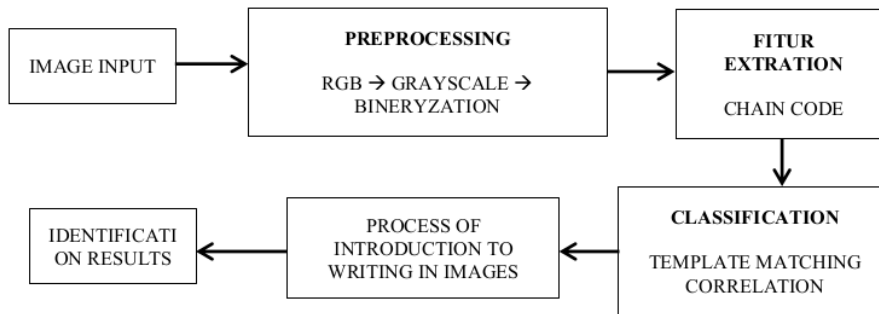 IMAGE INPUT
PREPROCESSING
RGB → GRAYSCALE →
BINERYZATION
FITUR
EXTRATION
CHAIN CODE
CLASSIFICATION
TEMPLATE MATCHING
CORRELATION
PROCESS OF
INTRODUCTION TO
WRITING IN IMAGES
IDENTIFICATI
ON RESULTS